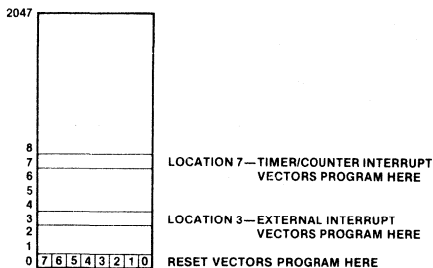 2047
8
7 LOCATION 7—TIMER/COUNTER INTERRUPT
6 VECTORS PROGRAM HERE
5
4
3 LOCATION 3—EXTERNAL INTERRUPT
2 VECTORS PROGRAM HERE
1
0 7 6 5 4 3 2 1 0 RESET VECTORS PROGRAM HERE